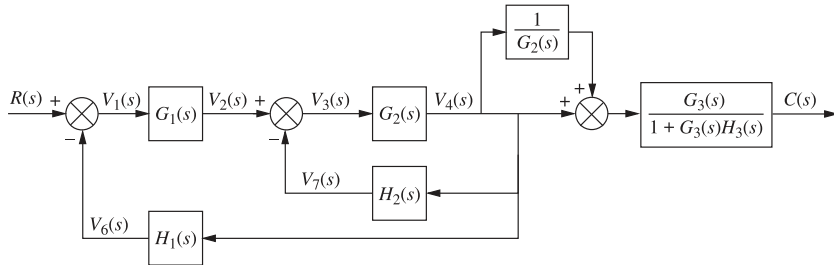 1
G₂(s)
R(s) + V₁(s) G₁(s) V₂(s) + V₃(s) G₂(s) V₄(s) + + G₃(s) C(s)
1 + G₃(s)H₃(s)
− −
V₇(s) H₂(s)
V₆(s) H₁(s)